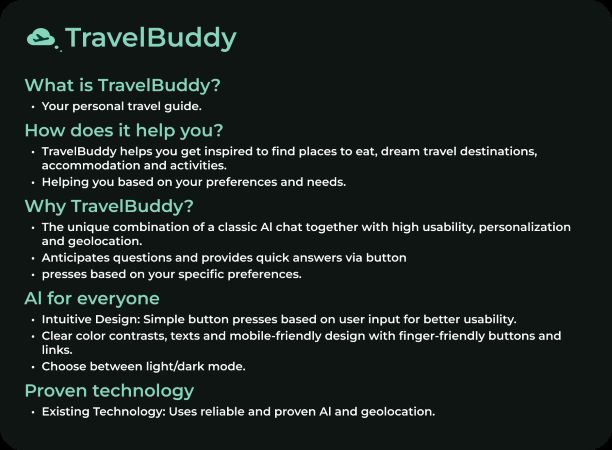 TravelBuddy
What is TravelBuddy?
• Your personal travel guide.
How does it help you?
• TravelBuddy helps you get inspired to find places to eat, dream travel destinations,
accommodation and activities.
• Helping you based on your preferences and needs.
Why TravelBuddy?
• The unique combination of a classic AI chat together with high usability, personalization
and geolocation.
• Anticipates questions and provides quick answers via button
• presses based on your specific preferences.
AI for everyone
• Intuitive Design: Simple button presses based on user input for better usability.
• Clear color contrasts, texts and mobile-friendly design with finger-friendly buttons and
links.
• Choose between light/dark mode.
Proven technology
• Existing Technology: Uses reliable and proven AI and geolocation.